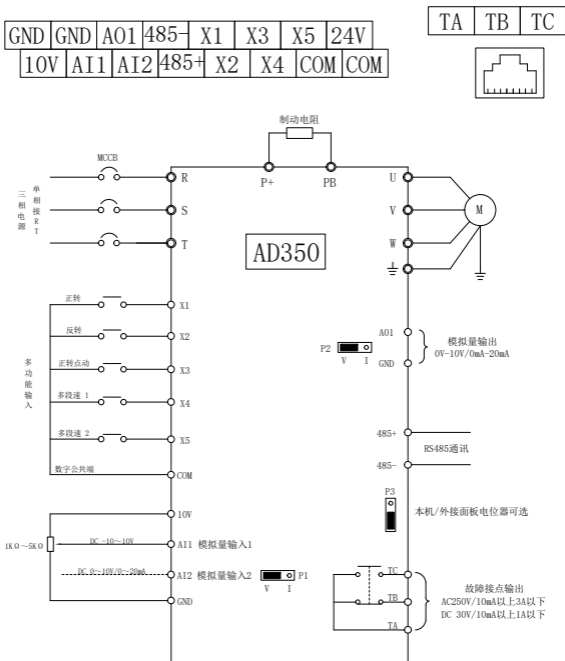 GND GND AO1 485- X1 X3 X5 24V
10V AI1 AI2 485+ X2 X4 COM COM
TA TB TC
制动电阻
P+ PB
MCCB
三相电源
单相接RT
R
S
T
U
V
W
M
AD350
多功能输入
正转 X1
反转 X2
正转点动 X3
多段速 1 X4
多段速 2 X5
数字公共端 COM
10V
1KΩ~5KΩ
DC -10~10V AI1 模拟量输入1
DC 0~10V/0~20mA AI2 模拟量输入2
P1
V I
GND
AO1
P2
V I
GND
模拟量输出
0V-10V/0mA-20mA
485+
485-
RS485通讯
P3
本机/外接面板电位器可选
TC
TB
TA
故障接点输出
AC250V/10mA以上3A以下
DC 30V/10mA以上1A以下